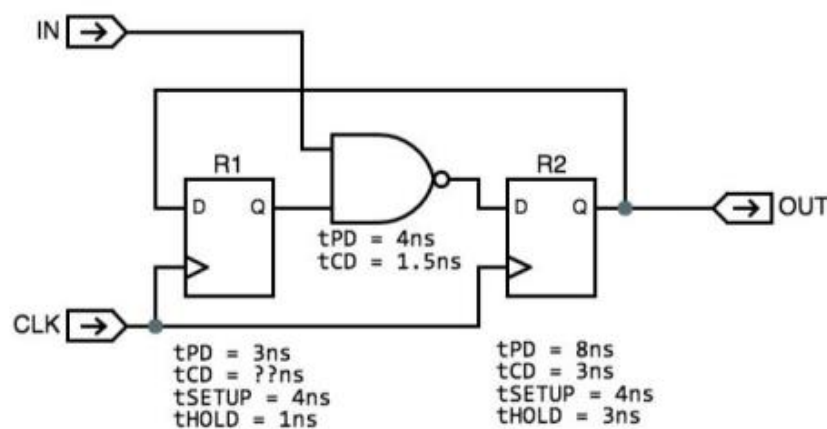 IN
R1
R2
D Q
D Q
OUT
tPD = 4ns
tCD = 1.5ns
CLK
tPD = 3ns
tCD = ??ns
tSETUP = 4ns
tHOLD = 1ns
tPD = 8ns
tCD = 3ns
tSETUP = 4ns
tHOLD = 3ns